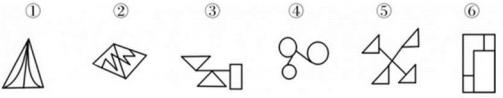 ① ② ③ ④ ⑤ ⑥